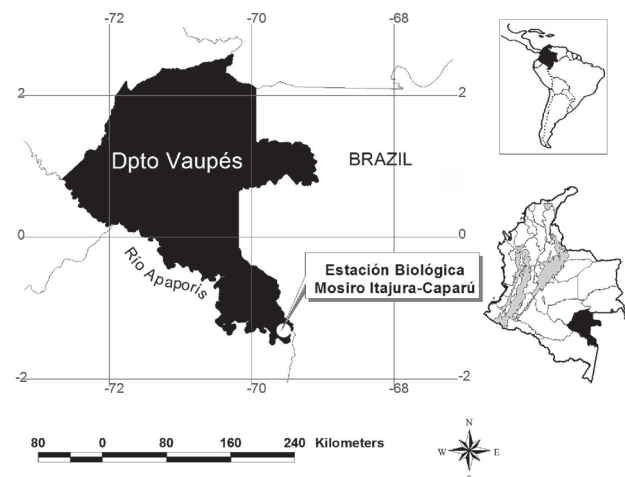 -72
-70
-68
2
2
Dpto Vaupés
BRAZIL
0
0
Río Apaporis
Estación Biológica
Mosiro Itajura-Caparú
-2
-2
-72
-70
-68
80 0 80 160 240 Kilometers
N
W E